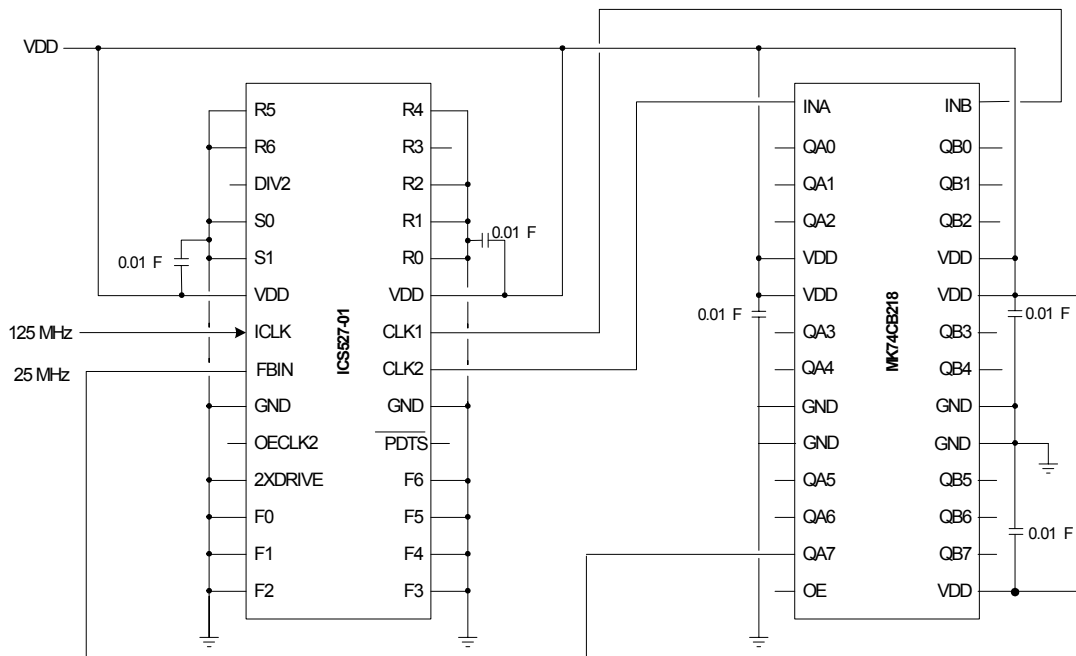 VDD
R5
R6
DIV2
S0
S1
VDD
ICLK
FBIN
GND
OECLK2
2XDRIVE
F0
F1
F2
R4
R3
R2
R1
R0
VDD
CLK1
CLK2
GND
PDTS
F6
F5
F4
F3
ICS527-01
0.01 F
0.01 F
125 MHz
25 MHz
INA
QA0
QA1
QA2
VDD
VDD
QA3
QA4
GND
GND
QA5
QA6
QA7
OE
INB
QB0
QB1
QB2
VDD
VDD
QB3
QB4
GND
GND
QB5
QB6
QB7
VDD
MK74CB218
0.01 F
0.01 F
0.01 F